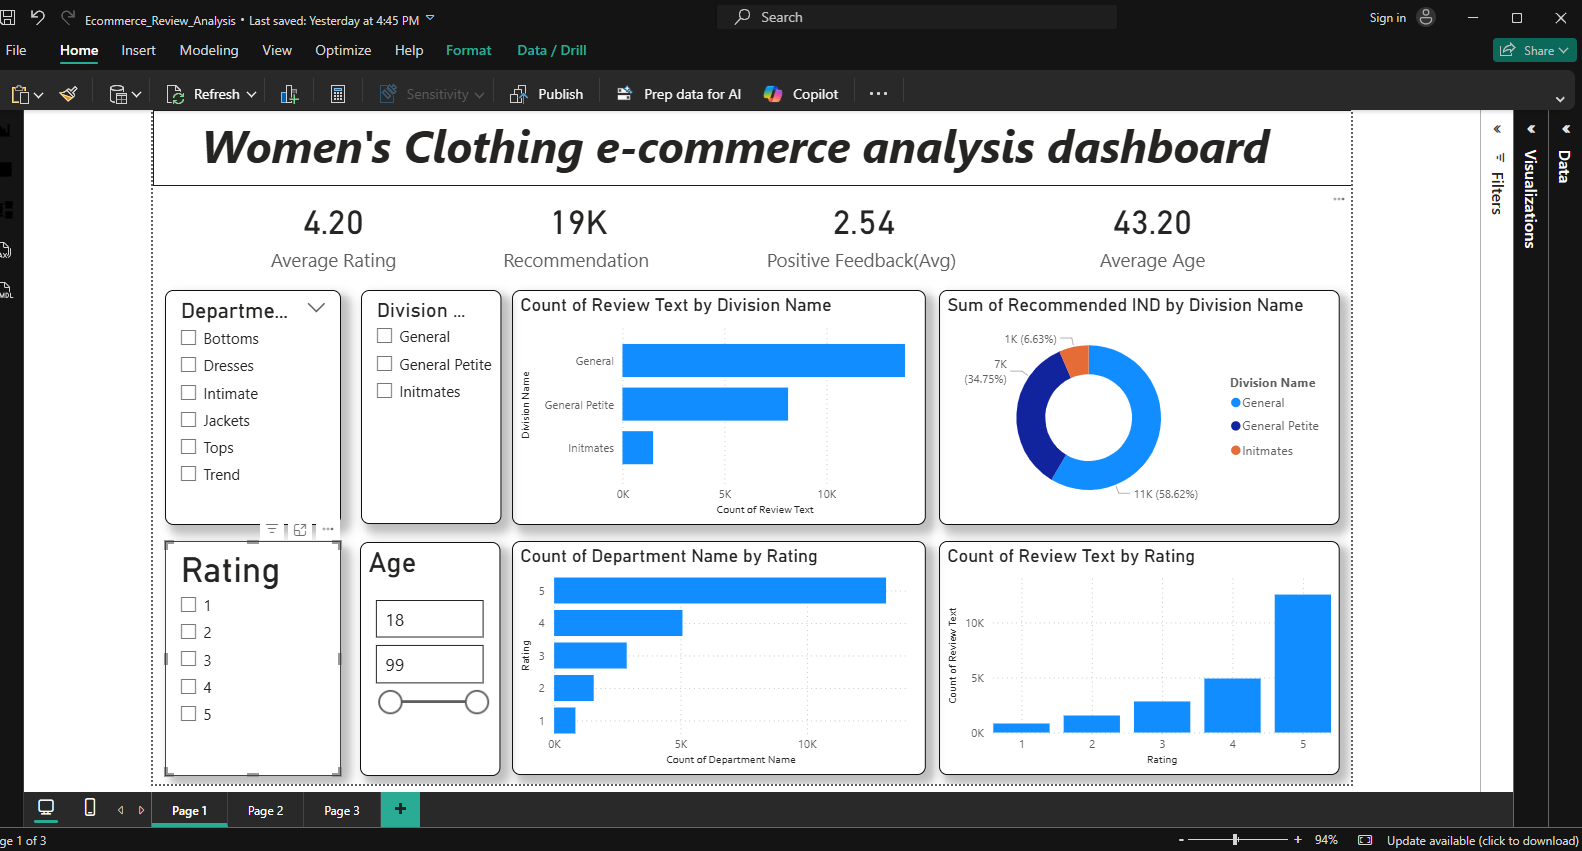 Ecommerce_Review_Analysis • Last saved: Yesterday at 4:45 PM
Search
Sign in
File Home Insert Modeling View Optimize Help Format Data / Drill
Share
Refresh Sensitivity Publish Prep data for AI Copilot
Women's Clothing e-commerce analysis dashboard
4.20 19K 2.54 43.20
Average Rating Recommendation Positive Feedback(Avg) Average Age
Departme...
Bottoms
Dresses
Intimate
Jackets
Tops
Trend
Division ...
General
General Petite
Initmates
Count of Review Text by Division Name
Division Name
General
General Petite
Initmates
0K 5K 10K
Count of Review Text
Sum of Recommended IND by Division Name
1K (6.63%)
7K
(34.75%)
11K (58.62%)
Division Name
General
General Petite
Initmates
Rating
1
2
3
4
5
Age
18
99
Count of Department Name by Rating
Rating
5
4
3
2
1
0K 5K 10K
Count of Department Name
Count of Review Text by Rating
Count of Review Text
10K
5K
0K
1 2 3 4 5
Rating
Filters
Visualizations
Data
Page 1 Page 2 Page 3 +
ge 1 of 3
- + 94%
Update available (click to download)